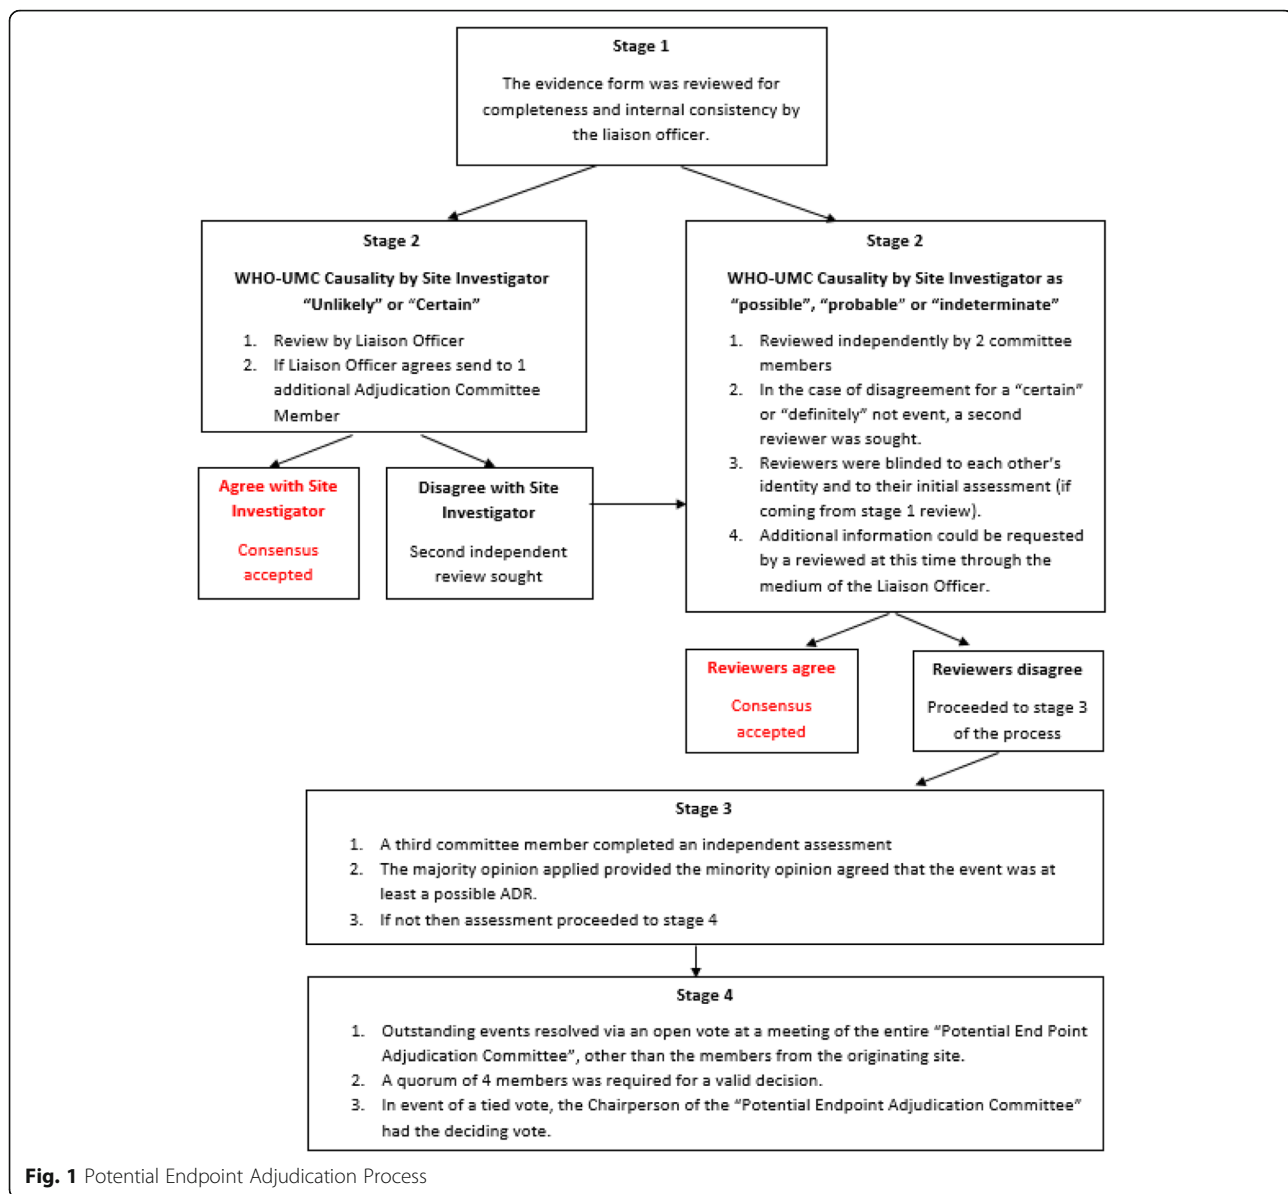 Stage 1
The evidence form was reviewed for
completeness and internal consistency by
the liaison officer.
Stage 2
WHO-UMC Causality by Site Investigator
“Unlikely” or “Certain”
1. Review by Liaison Officer
2. If Liaison Officer agrees send to 1
additional Adjudication Committee
Member
Stage 2
WHO-UMC Causality by Site Investigator as
“possible”, “probable” or “indeterminate”
1. Reviewed independently by 2 committee
members
2. In the case of disagreement for a “certain”
or “definitely” not event, a second
reviewer was sought.
3. Reviewers were blinded to each other’s
identity and to their initial assessment (if
coming from stage 1 review).
4. Additional information could be requested
by a reviewed at this time through the
medium of the Liaison Officer.
Agree with Site
Investigator
Consensus
accepted
Disagree with Site
Investigator
Second independent
review sought
Reviewers agree
Consensus
accepted
Reviewers disagree
Proceeded to stage 3
of the process
Stage 3
1. A third committee member completed an independent assessment
2. The majority opinion applied provided the minority opinion agreed that the event was at
least a possible ADR.
3. If not then assessment proceeded to stage 4
Stage 4
1. Outstanding events resolved via an open vote at a meeting of the entire “Potential End Point
Adjudication Committee”, other than the members from the originating site.
2. A quorum of 4 members was required for a valid decision.
3. In event of a tied vote, the Chairperson of the “Potential Endpoint Adjudication Committee”
had the deciding vote.
Fig. 1 Potential Endpoint Adjudication Process